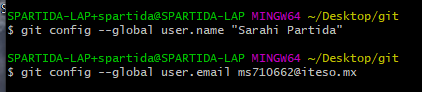 SPARTIDA-LAP+spartida@SPARTIDA-LAP MINGW64 ~/Desktop/git
$ git config --global user.name "Sarahi Partida"
SPARTIDA-LAP+spartida@SPARTIDA-LAP MINGW64 ~/Desktop/git
$ git config --global user.email ms710662@iteso.mx